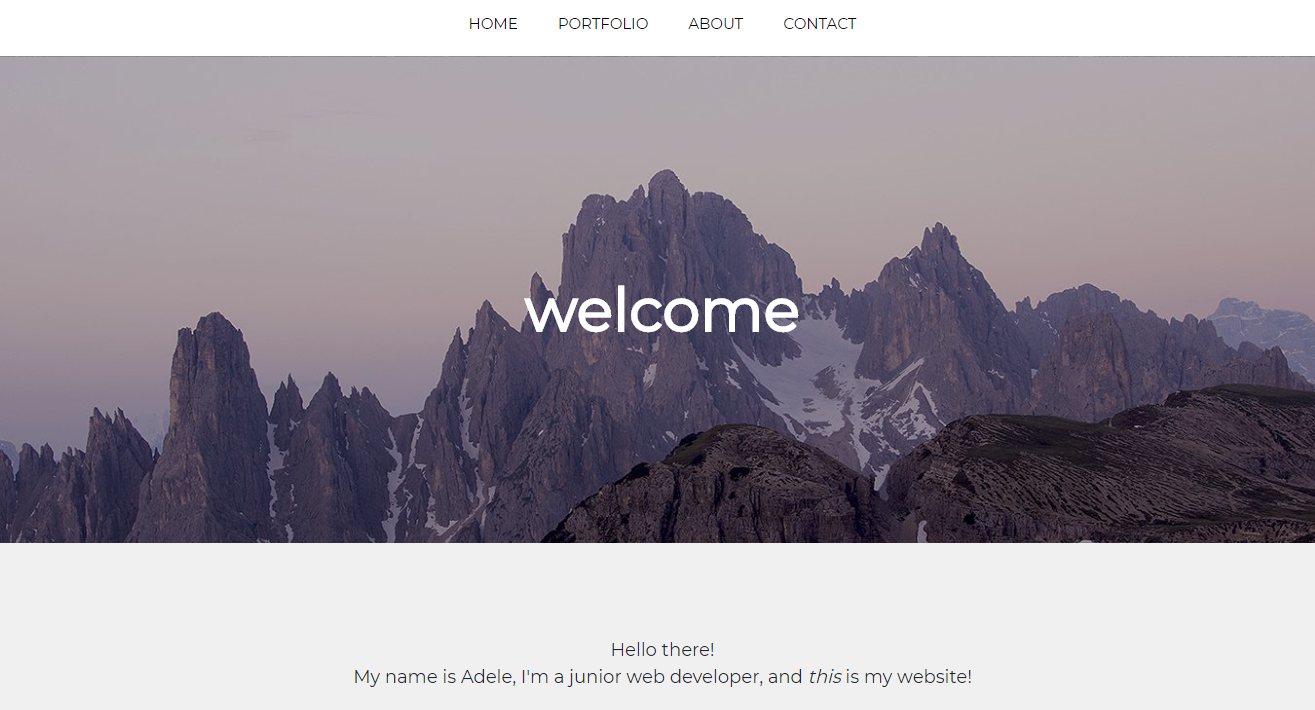 HOME PORTFOLIO ABOUT CONTACT
welcome
Hello there!
My name is Adele, I'm a junior web developer, and this is my website!